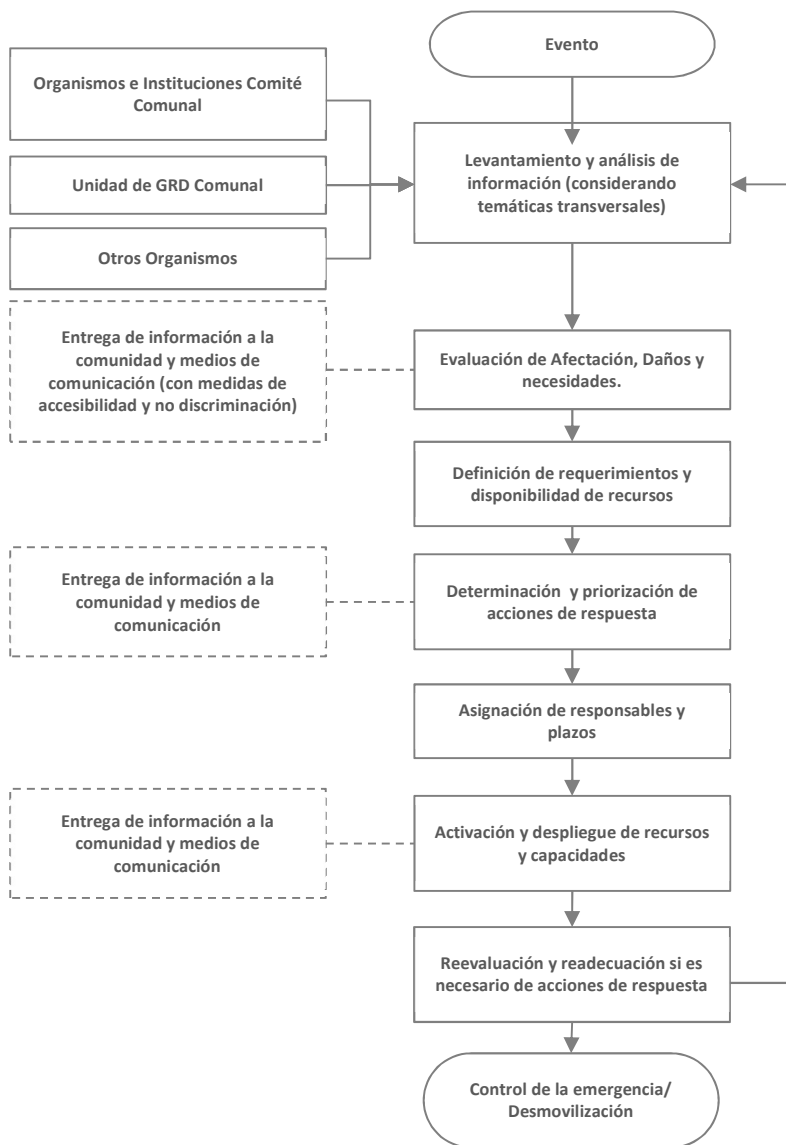 Evento
Organismos e Instituciones Comité
Comunal
Levantamiento y análisis de
información (considerando
temáticas transversales)
Unidad de GRD Comunal
Otros Organismos
Entrega de información a la
comunidad y medios de
comunicación (con medidas de
accesibilidad y no discriminación)
Evaluación de Afectación, Daños y
necesidades.
Definición de requerimientos y
disponibilidad de recursos
Entrega de información a la
comunidad y medios de
comunicación
Determinación  y priorización de
acciones de respuesta
Asignación de responsables y
plazos
Entrega de información a la
comunidad y medios de
comunicación
Activación y despliegue de recursos
y capacidades
Reevaluación y readecuación si es
necesario de acciones de respuesta
Control de la emergencia/
Desmovilización